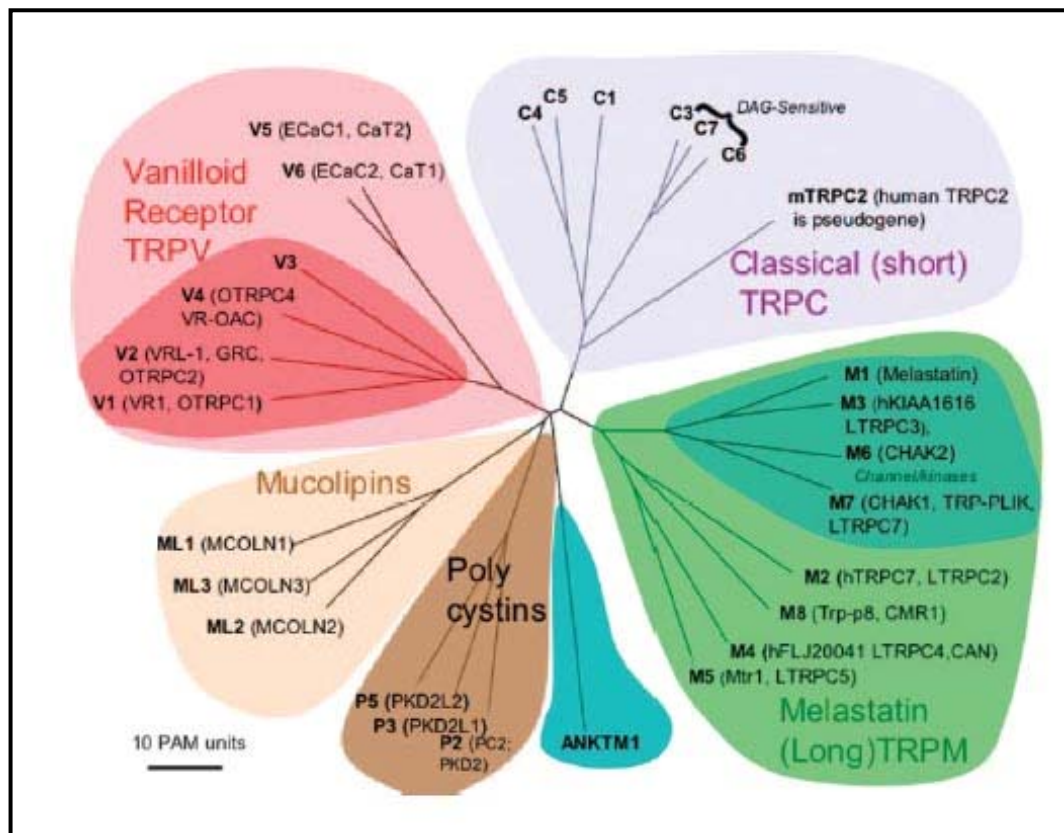 V5 (ECaC1, CaT2)
V6 (ECaC2, CaT1)
Vanilloid
Receptor
TRPV
V3
V4 (OTRPC4
VR-OAC)
V2 (VRL-1, GRC,
OTRPC2)
V1 (VR1, OTRPC1)
C4
C5
C1
C3
C7
C6
DAG-Sensitive
mTRPC2 (human TRPC2
is pseudogene)
Classical (short)
TRPC
M1 (Melastatin)
M3 (hKIAA1616
LTRPC3),
M6 (CHAK2)
Channel/kinases
M7 (CHAK1, TRP-PLIK,
LTRPC7)
M2 (hTRPC7, LTRPC2)
M8 (Trp-p8, CMR1)
M4 (hFLJ20041 LTRPC4,CAN)
M5 (Mtr1, LTRPC5)
Melastatin
(Long)TRPM
Mucolipins
ML1 (MCOLN1)
ML3 (MCOLN3)
ML2 (MCOLN2)
Poly
cystins
P5 (PKD2L2)
P3 (PKD2L1)
P2 (PC2;
PKD2)
ANKTM1
10 PAM units